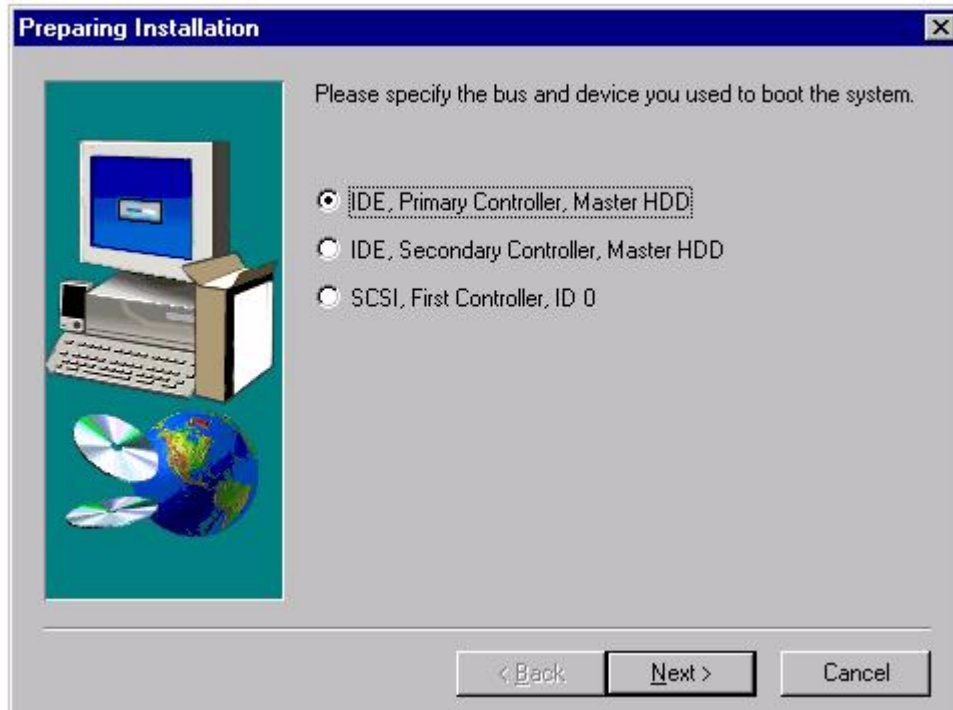 Preparing Installation
Please specify the bus and device you used to boot the system.
IDE, Primary Controller, Master HDD
IDE, Secondary Controller, Master HDD
SCSI, First Controller, ID 0
< Back
Next >
Cancel